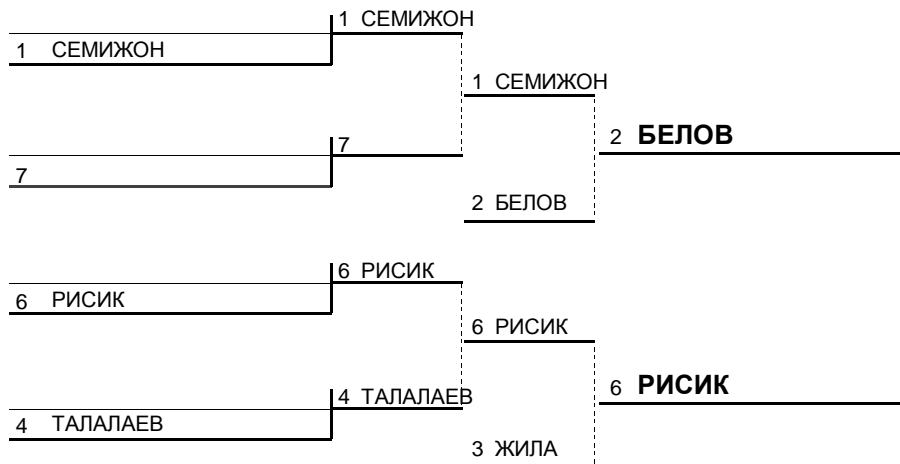 1 СЕМИЖОН
1 СЕМИЖОН
1 СЕМИЖОН
7
2 БЕЛОВ
7
2 БЕЛОВ
6 РИСИК
6 РИСИК
6 РИСИК
4 ТАЛАЛАЕВ
6 РИСИК
4 ТАЛАЛАЕВ
3 ЖИЛА